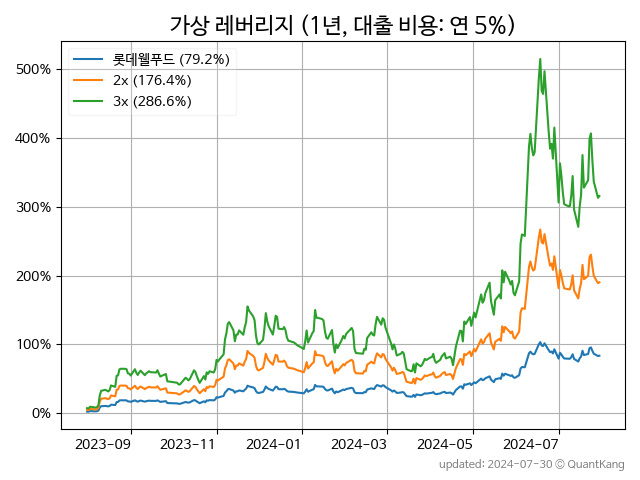 가상 레버리지 (1년, 대출 비용: 연 5%)
롯데웰푸드 (79.2%)
2x (176.4%)
3x (286.6%)
500%
400%
300%
200%
100%
0%
2023-09 2023-11 2024-01 2024-03 2024-05 2024-07
updated: 2024-07-30 © QuantKang